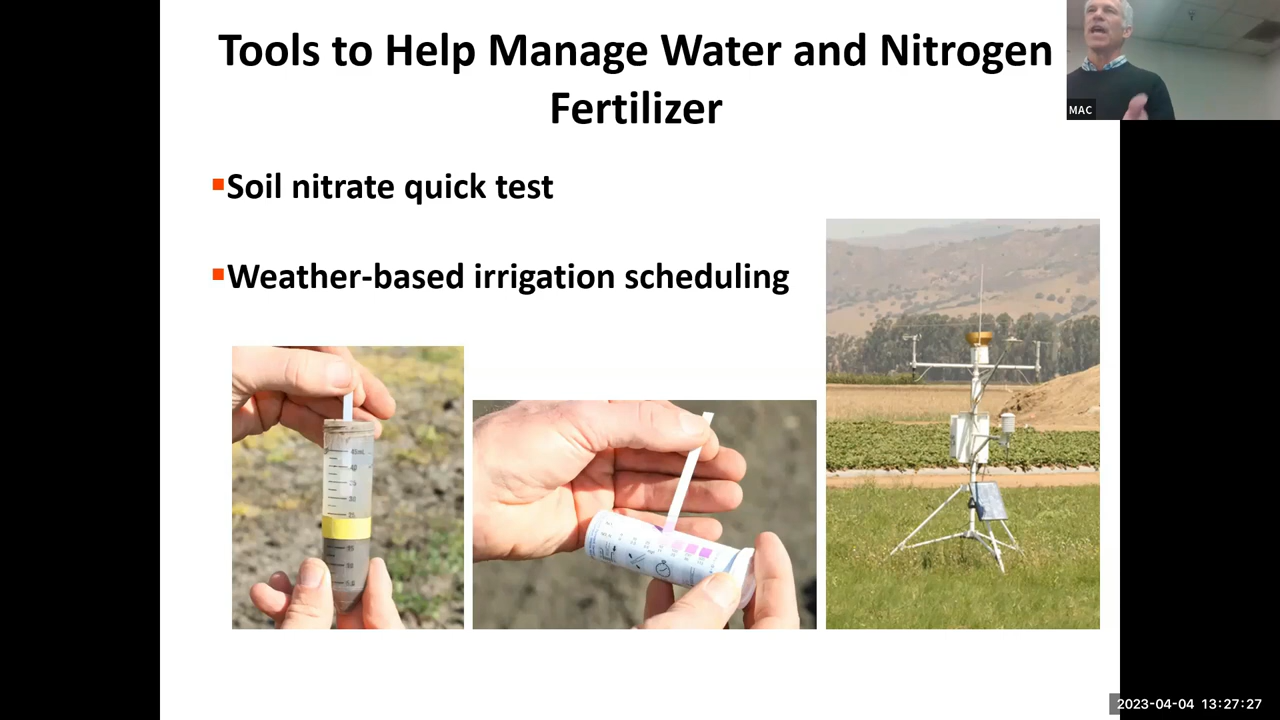 Tools to Help Manage Water and Nitrogen
Fertilizer
MAC
▪Soil nitrate quick test
▪Weather-based irrigation scheduling
2023-04-04 13:27:27